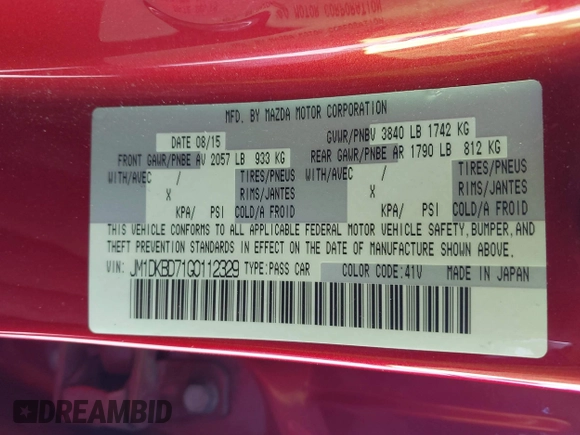 MFD. BY MAZDA MOTOR CORPORATION
DATE 08/15 GVWR/PNBV 3840 LB 1742 KG
FRONT GAWR/PNBE AV 2057 LB 933 KG REAR GAWR/PNBE AR 1790 LB 812 KG
WITH/AVEC / TIRES/PNEUS WITH/AVEC / TIRES/PNEUS
X RIMS/JANTES X RIMS/JANTES
KPA/ PSI COLD/A FROID KPA/ PSI COLD/A FROID
THIS VEHICLE CONFORMS TO ALL APPLICABLE FEDERAL MOTOR VEHICLE SAFETY, BUMPER, AND
THEFT PREVENTION STANDARDS IN EFFECT ON THE DATE OF MANUFACTURE SHOWN ABOVE.
VIN: JM1DKBD71G0112329 TYPE:PASS CAR COLOR CODE:41V MADE IN JAPAN
DREAMBID